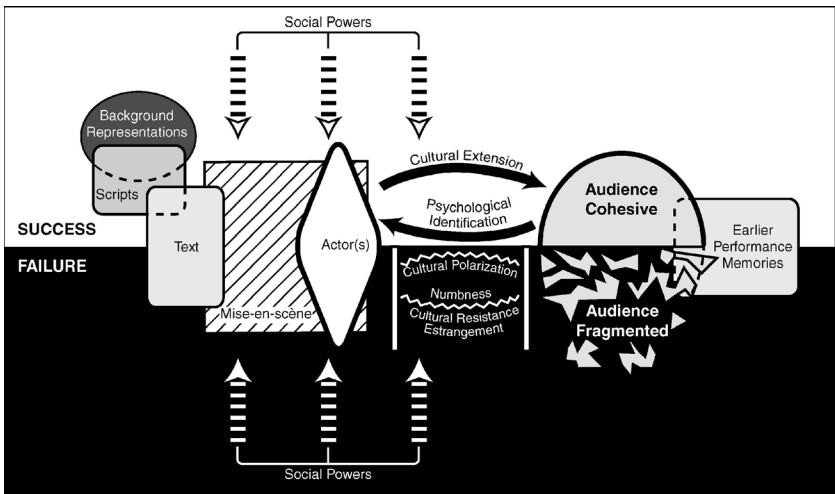 Social Powers
Background
Representations
Scripts
Text
SUCCESS
FAILURE
Mise-en-scène
Actor(s)
Cultural Extension
Psychological
Identification
Cultural Polarization
Numbness
Cultural Resistance
Estrangement
Audience
Cohesive
Audience
Fragmented
Earlier
Performance
Memories
Social Powers